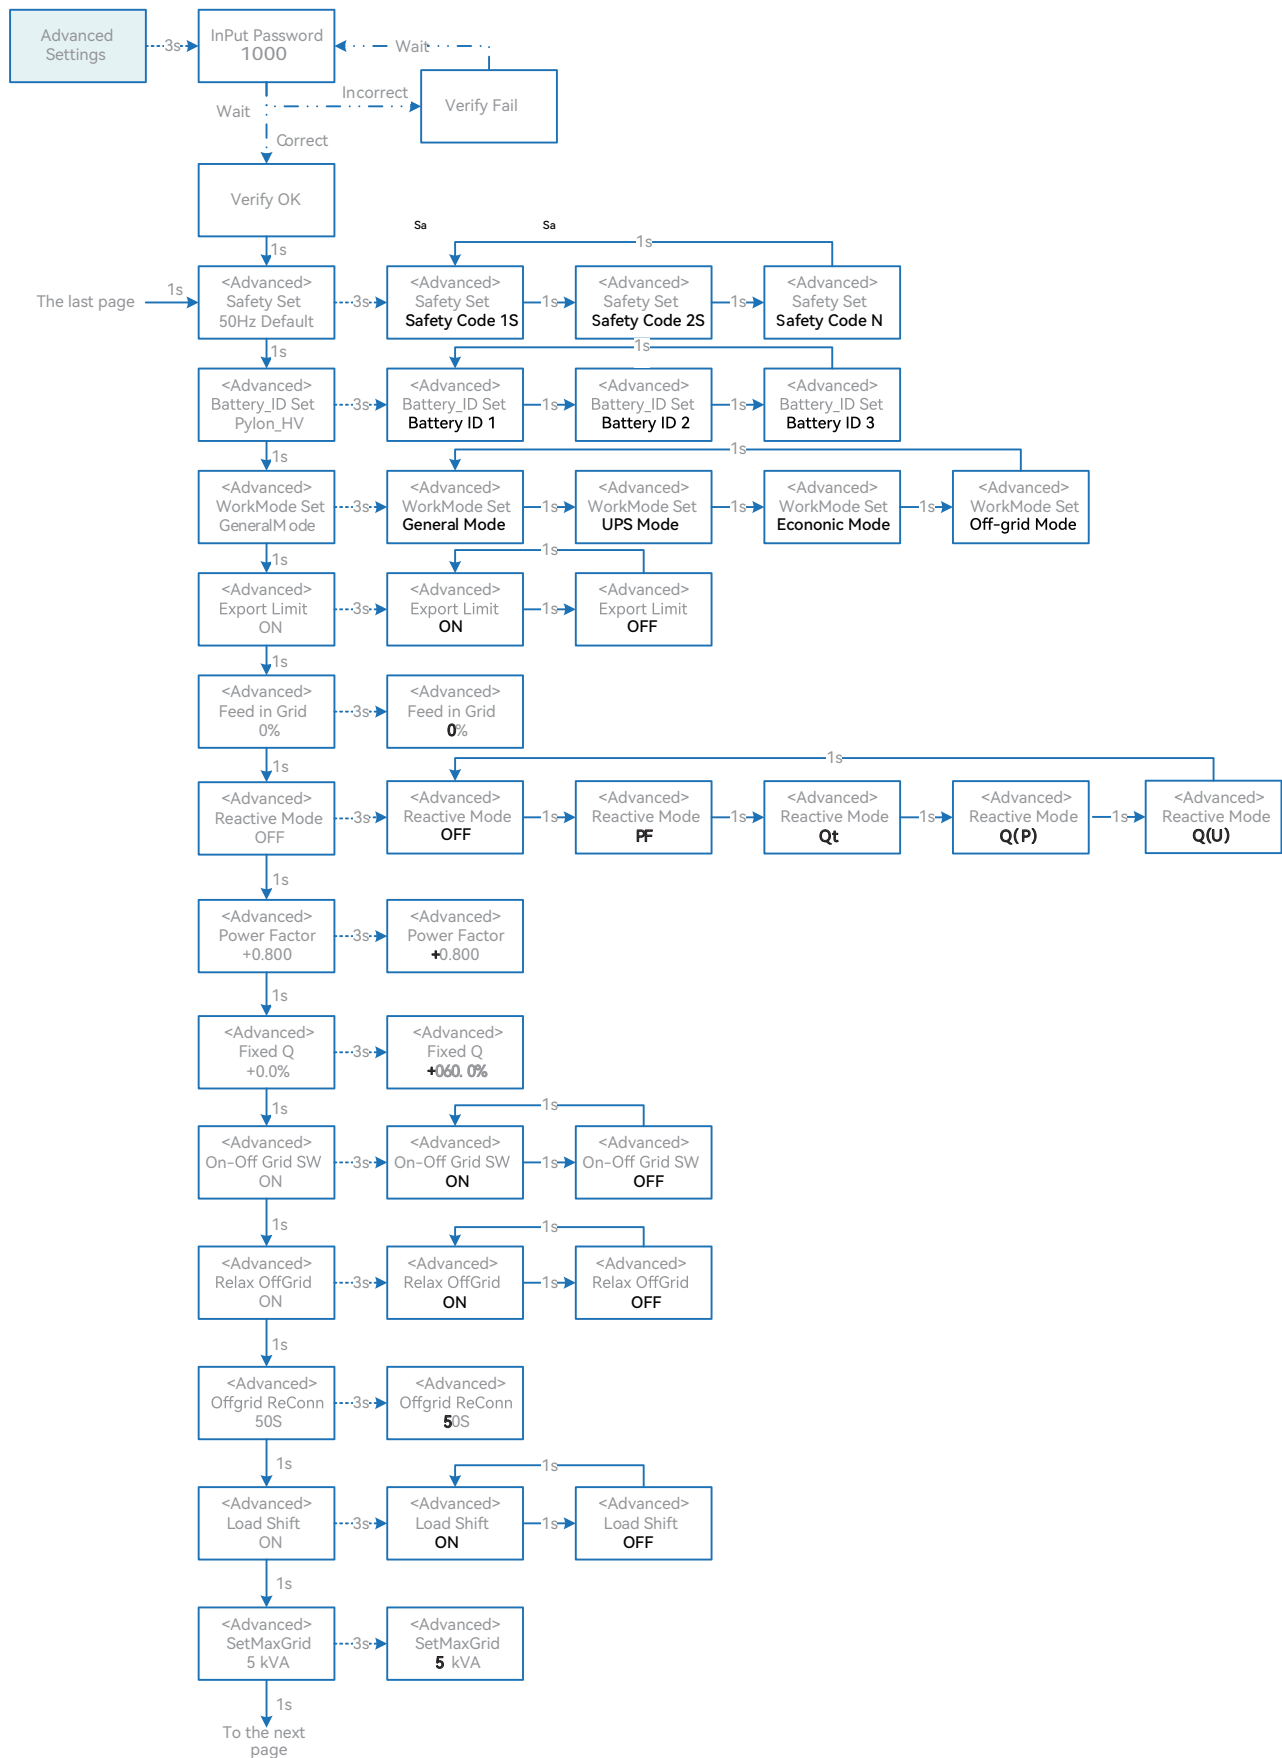 Advanced
Settings
3s
InPut Password
1000
Wait
Wait
Incorrect
Verify Fail
Correct
Verify OK
1s
Sa
Sa
1s
The last page
1s
<Advanced>
Safety Set
50Hz Default
3s
<Advanced>
Safety Set
Safety Code 1S
1s
<Advanced>
Safety Set
Safety Code 2S
1s
<Advanced>
Safety Set
Safety Code N
1s
1s
<Advanced>
Battery_ID Set
Pylon_HV
3s
<Advanced>
Battery_ID Set
Battery ID 1
1s
<Advanced>
Battery_ID Set
Battery ID 2
1s
<Advanced>
Battery_ID Set
Battery ID 3
1s
1s
<Advanced>
WorkMode Set
GeneralMode
3s
<Advanced>
WorkMode Set
General Mode
1s
<Advanced>
WorkMode Set
UPS Mode
1s
<Advanced>
WorkMode Set
Econonic Mode
1s
<Advanced>
WorkMode Set
Off-grid Mode
1s
1s
<Advanced>
Export Limit
ON
3s
<Advanced>
Export Limit
ON
1s
<Advanced>
Export Limit
OFF
1s
<Advanced>
Feed in Grid
0%
3s
<Advanced>
Feed in Grid
0%
1s
1s
<Advanced>
Reactive Mode
OFF
3s
<Advanced>
Reactive Mode
OFF
1s
<Advanced>
Reactive Mode
PF
1s
<Advanced>
Reactive Mode
Qt
1s
<Advanced>
Reactive Mode
Q(P)
1s
<Advanced>
Reactive Mode
Q(U)
1s
<Advanced>
Power Factor
+0.800
3s
<Advanced>
Power Factor
+0.800
1s
<Advanced>
Fixed Q
+0.0%
3s
<Advanced>
Fixed Q
+060. 0%
1s
1s
<Advanced>
On-Off Grid SW
ON
3s
<Advanced>
On-Off Grid SW
ON
1s
<Advanced>
On-Off Grid SW
OFF
1s
1s
<Advanced>
Relax OffGrid
ON
3s
<Advanced>
Relax OffGrid
ON
1s
<Advanced>
Relax OffGrid
OFF
1s
<Advanced>
Offgrid ReConn
50S
3s
<Advanced>
Offgrid ReConn
50S
1s
1s
<Advanced>
Load Shift
ON
3s
<Advanced>
Load Shift
ON
1s
<Advanced>
Load Shift
OFF
1s
<Advanced>
SetMaxGrid
5 kVA
3s
<Advanced>
SetMaxGrid
5 kVA
1s
To the next
page